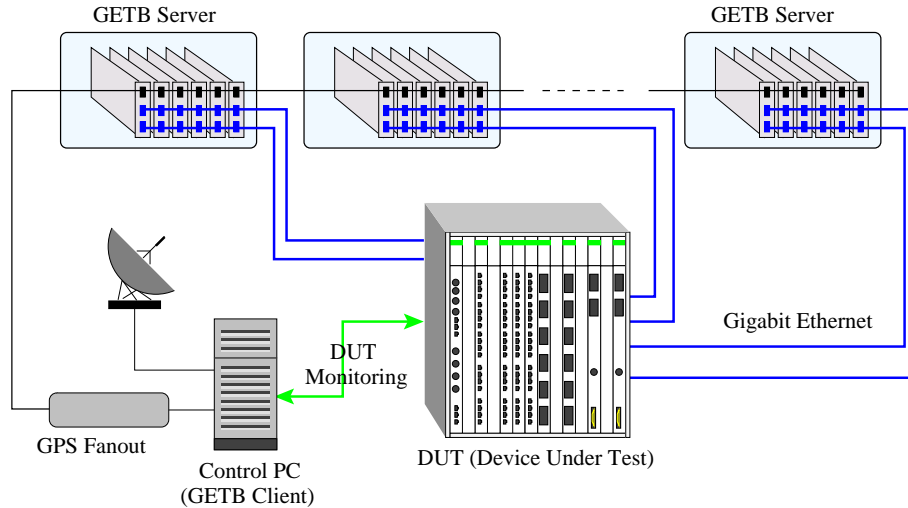 GETB Server
GETB Server
Gigabit Ethernet
DUT
Monitoring
GPS Fanout
Control PC
(GETB Client)
DUT (Device Under Test)